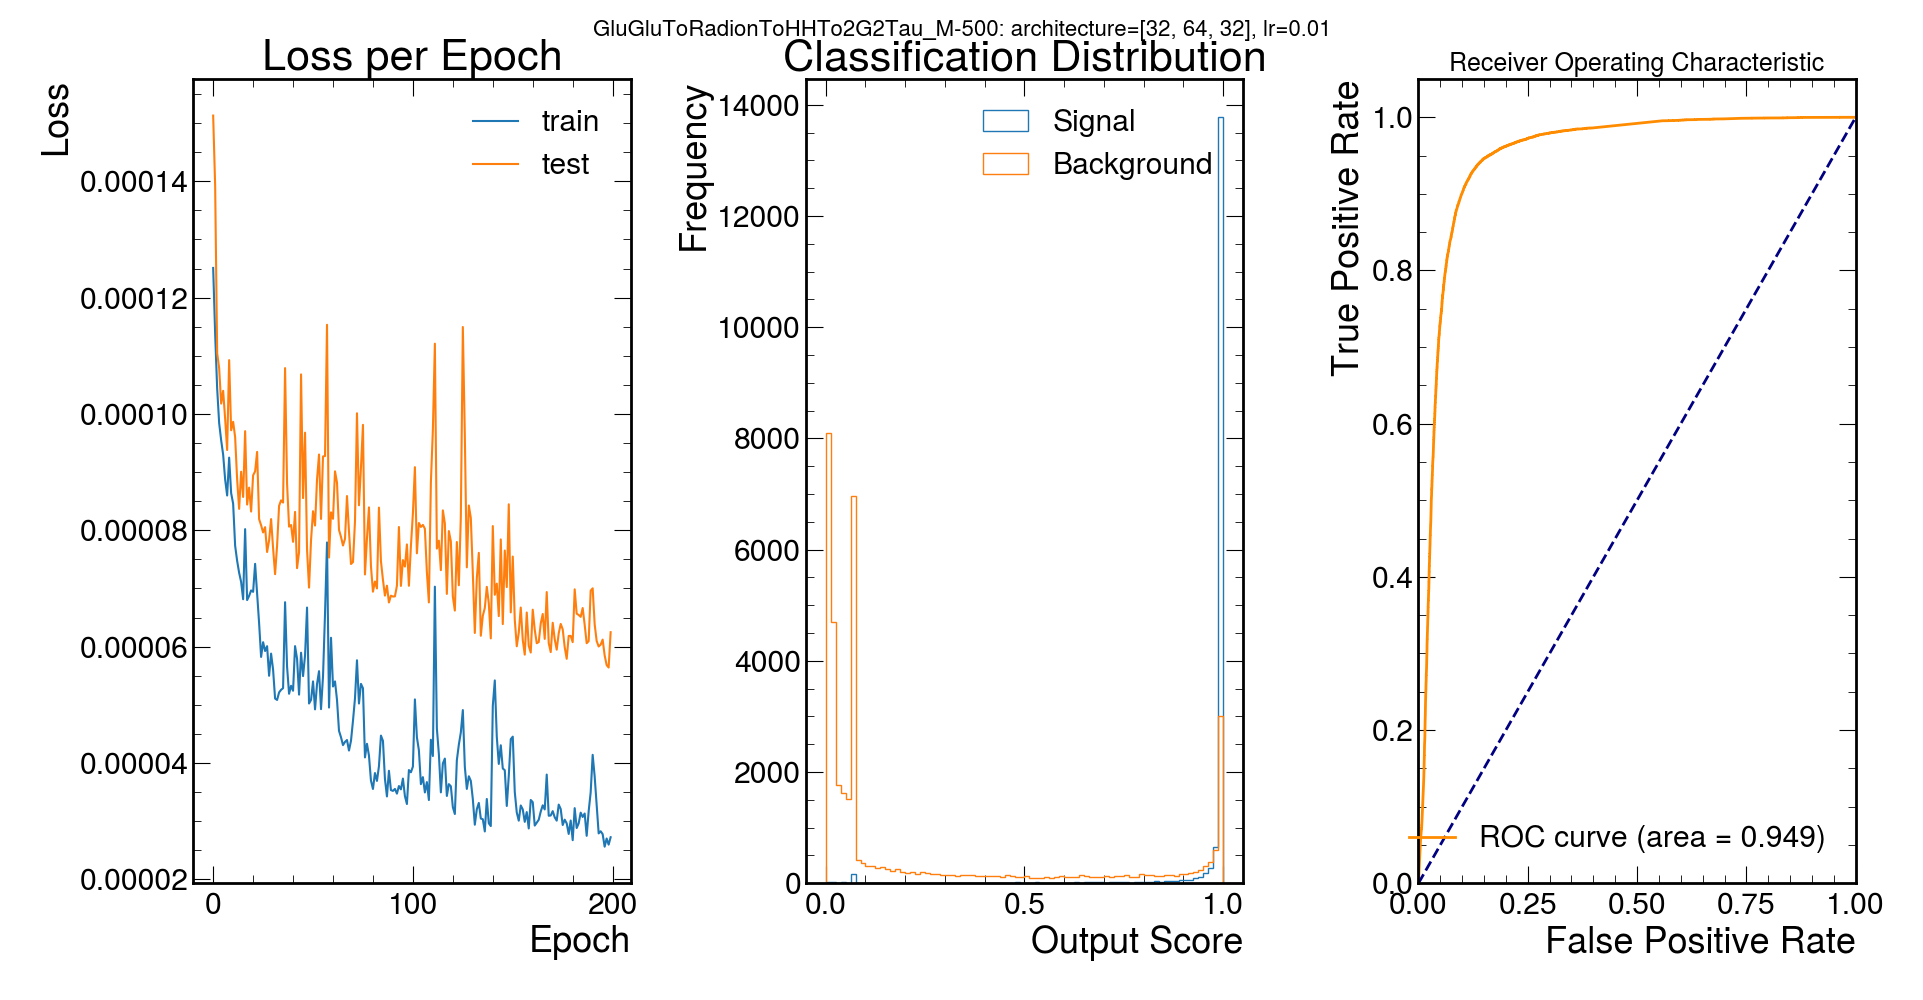 GluGluToRadionToHHTo2G2Tau_M-500: architecture=[32, 64, 32], lr=0.01
Loss per Epoch
Loss
train
test
0.00014
0.00012
0.00010
0.00008
0.00006
0.00004
0.00002
0
100
200
Epoch
Classification Distribution
Frequency
Signal
Background
14000
12000
10000
8000
6000
4000
2000
0
0.0
0.5
1.0
Output Score
Receiver Operating Characteristic
True Positive Rate
1.0
0.8
0.6
0.4
0.2
0.0
ROC curve (area = 0.949)
0.00
0.25
0.50
0.75
1.00
False Positive Rate